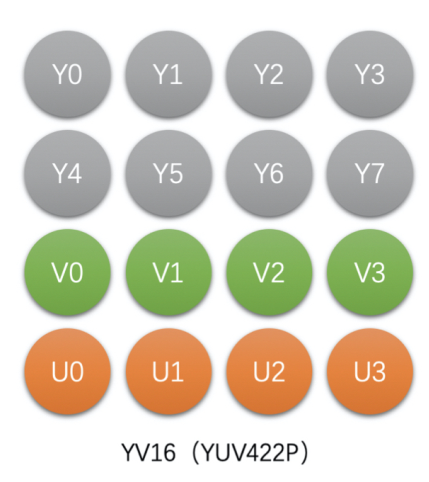 Y0 Y1 Y2 Y3
Y4 Y5 Y6 Y7
V0 V1 V2 V3
U0 U1 U2 U3
YV16（YUV422P）